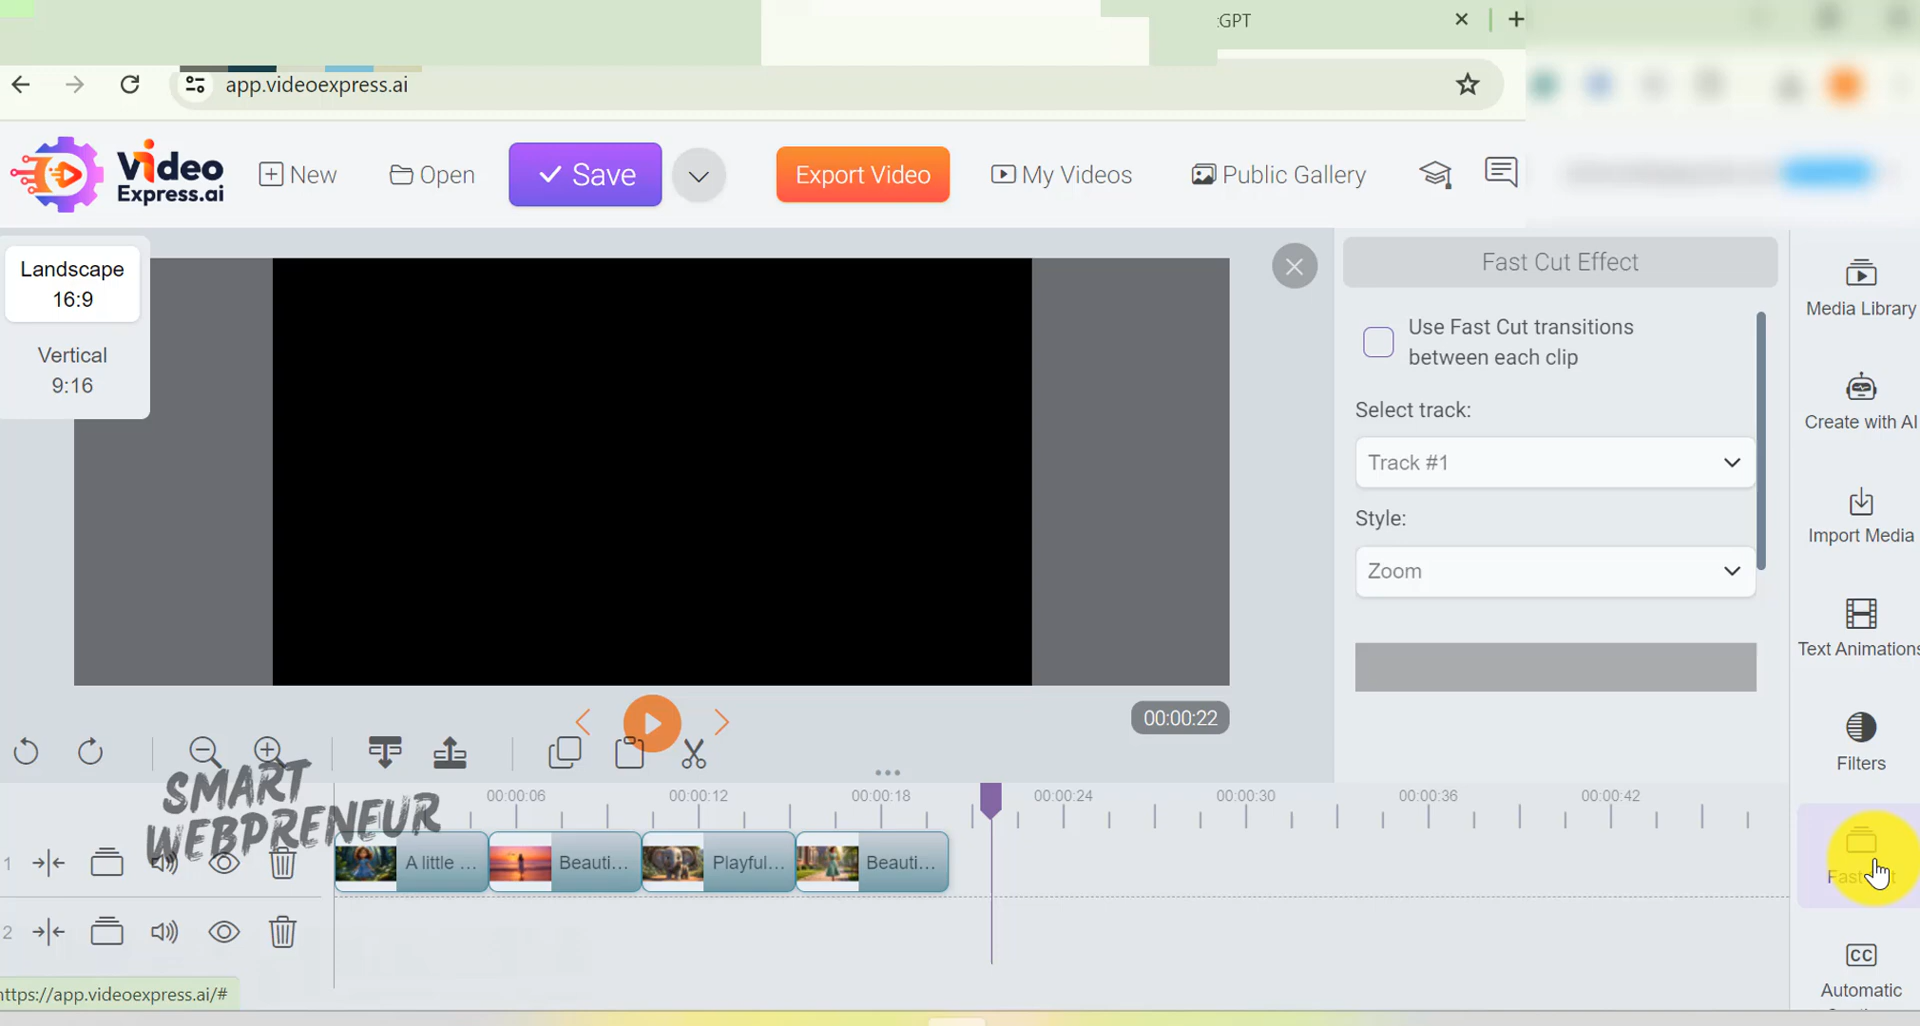 :GPT
app.videoexpress.ai
Video
Express.ai
New
Open
Save
Export Video
My Videos
Public Gallery
Landscape
16:9
Vertical
9:16
Fast Cut Effect
Use Fast Cut transitions
between each clip
Select track:
Track #1
Style:
Zoom
Media Library
Create with AI
Import Media
Text Animations
Filters
CC
Automatic
00:00:22
SMART
WEBPRENEUR
00:00:06
00:00:12
00:00:18
00:00:24
00:00:30
00:00:36
00:00:42
1
A little ...
Beauti...
Playful...
Beauti...
2
https://app.videoexpress.ai/#